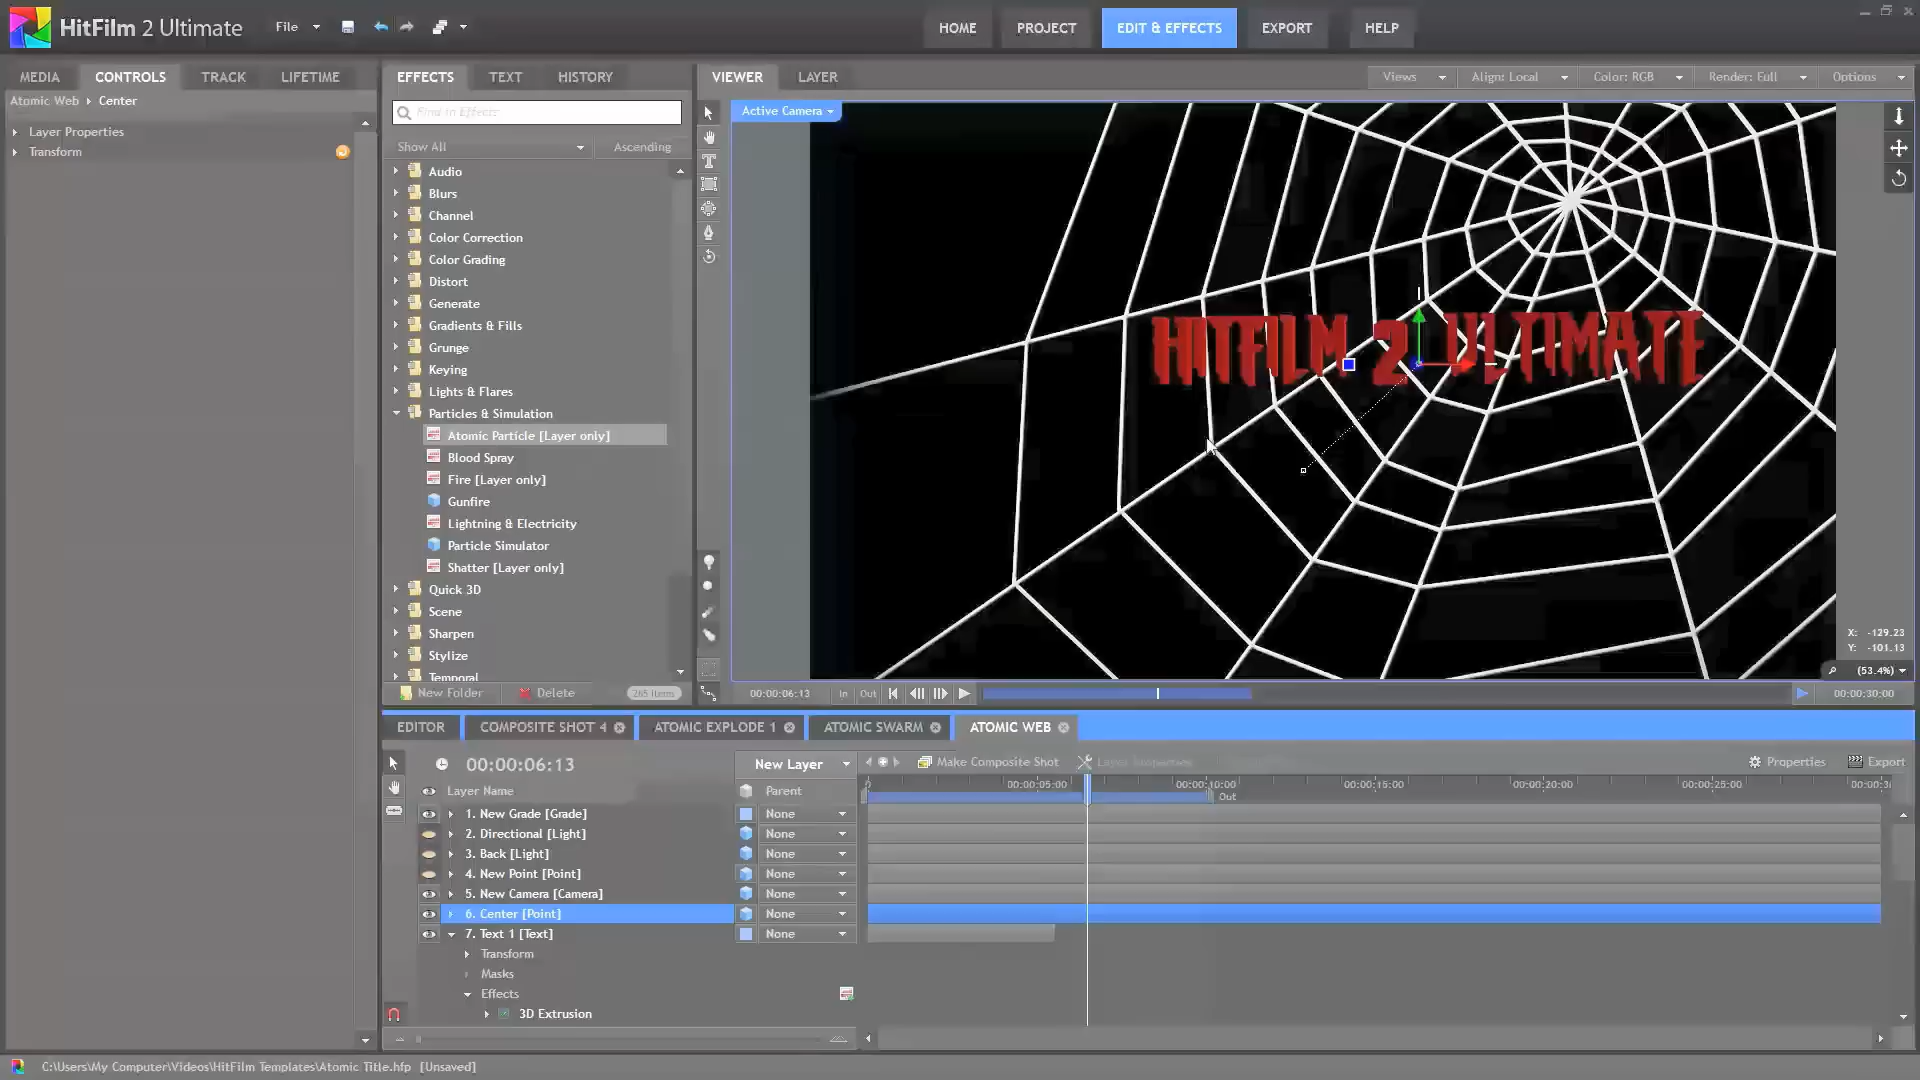 HitFilm 2 Ultimate
File
HOME
PROJECT
EDIT & EFFECTS
EXPORT
HELP
MEDIA
CONTROLS
TRACK
LIFETIME
Atomic Web
Center
Layer Properties
Transform
EFFECTS
TEXT
HISTORY
Find in Effects
Show All
Ascending
Audio
Blurs
Channel
Color Correction
Color Grading
Distort
Generate
Gradients & Fills
Grunge
Keying
Lights & Flares
Particles & Simulation
Atomic Particle [Layer only]
Blood Spray
Fire [Layer only]
Gunfire
Lightning & Electricity
Particle Simulator
Shatter [Layer only]
Quick 3D
Scene
Sharpen
Stylize
Temporal
New Folder
Delete
265 Items
VIEWER
LAYER
Views
Align: Local
Color: RGB
Render: Full
Options
Active Camera
HITFILM 2 ULTIMATE
X: -129.23
Y: -101.13
(53.4%)
00:00:06:13
In
Out
00:00:30:00
EDITOR
COMPOSITE SHOT 4
ATOMIC EXPLODE 1
ATOMIC SWARM
ATOMIC WEB
00:00:06:13
New Layer
Make Composite Shot
Properties
Export
Layer Name
Parent
0
00:00:05:00
00:00:10:00
00:00:15:00
00:00:20:00
00:00:25:00
Out
1. New Grade [Grade]
None
2. Directional [Light]
None
3. Back [Light]
None
4. New Point [Point]
None
5. New Camera [Camera]
None
6. Center [Point]
None
7. Text 1 [Text]
None
Transform
Masks
Effects
3D Extrusion
C:\Users\My Computer\Videos\HitFilm Templates\Atomic Title.hfp [Unsaved]